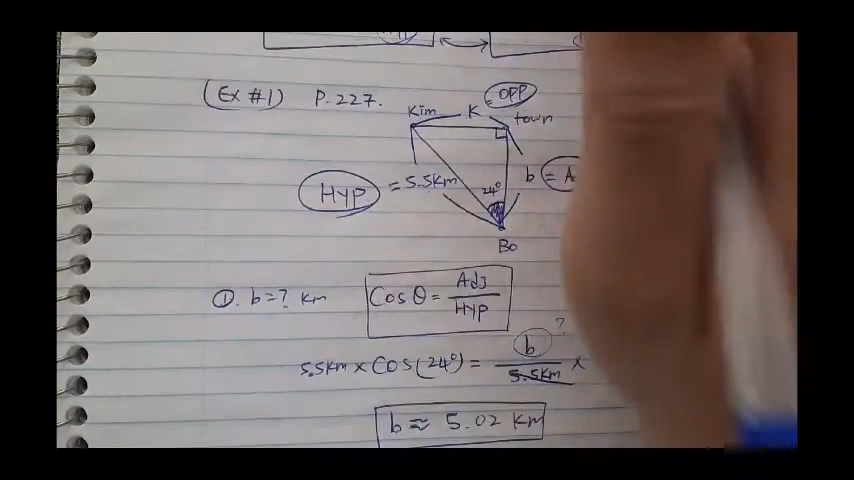 (Ex #1) P.227.
Kim K = OPP
town
HYP = 5.5Km 24° b =
Bo
①. b=? Km Cos θ = Adj / HYP
?
5.5Km × Cos(24°) = b / 5.5Km ×
b ≈ 5.02 Km